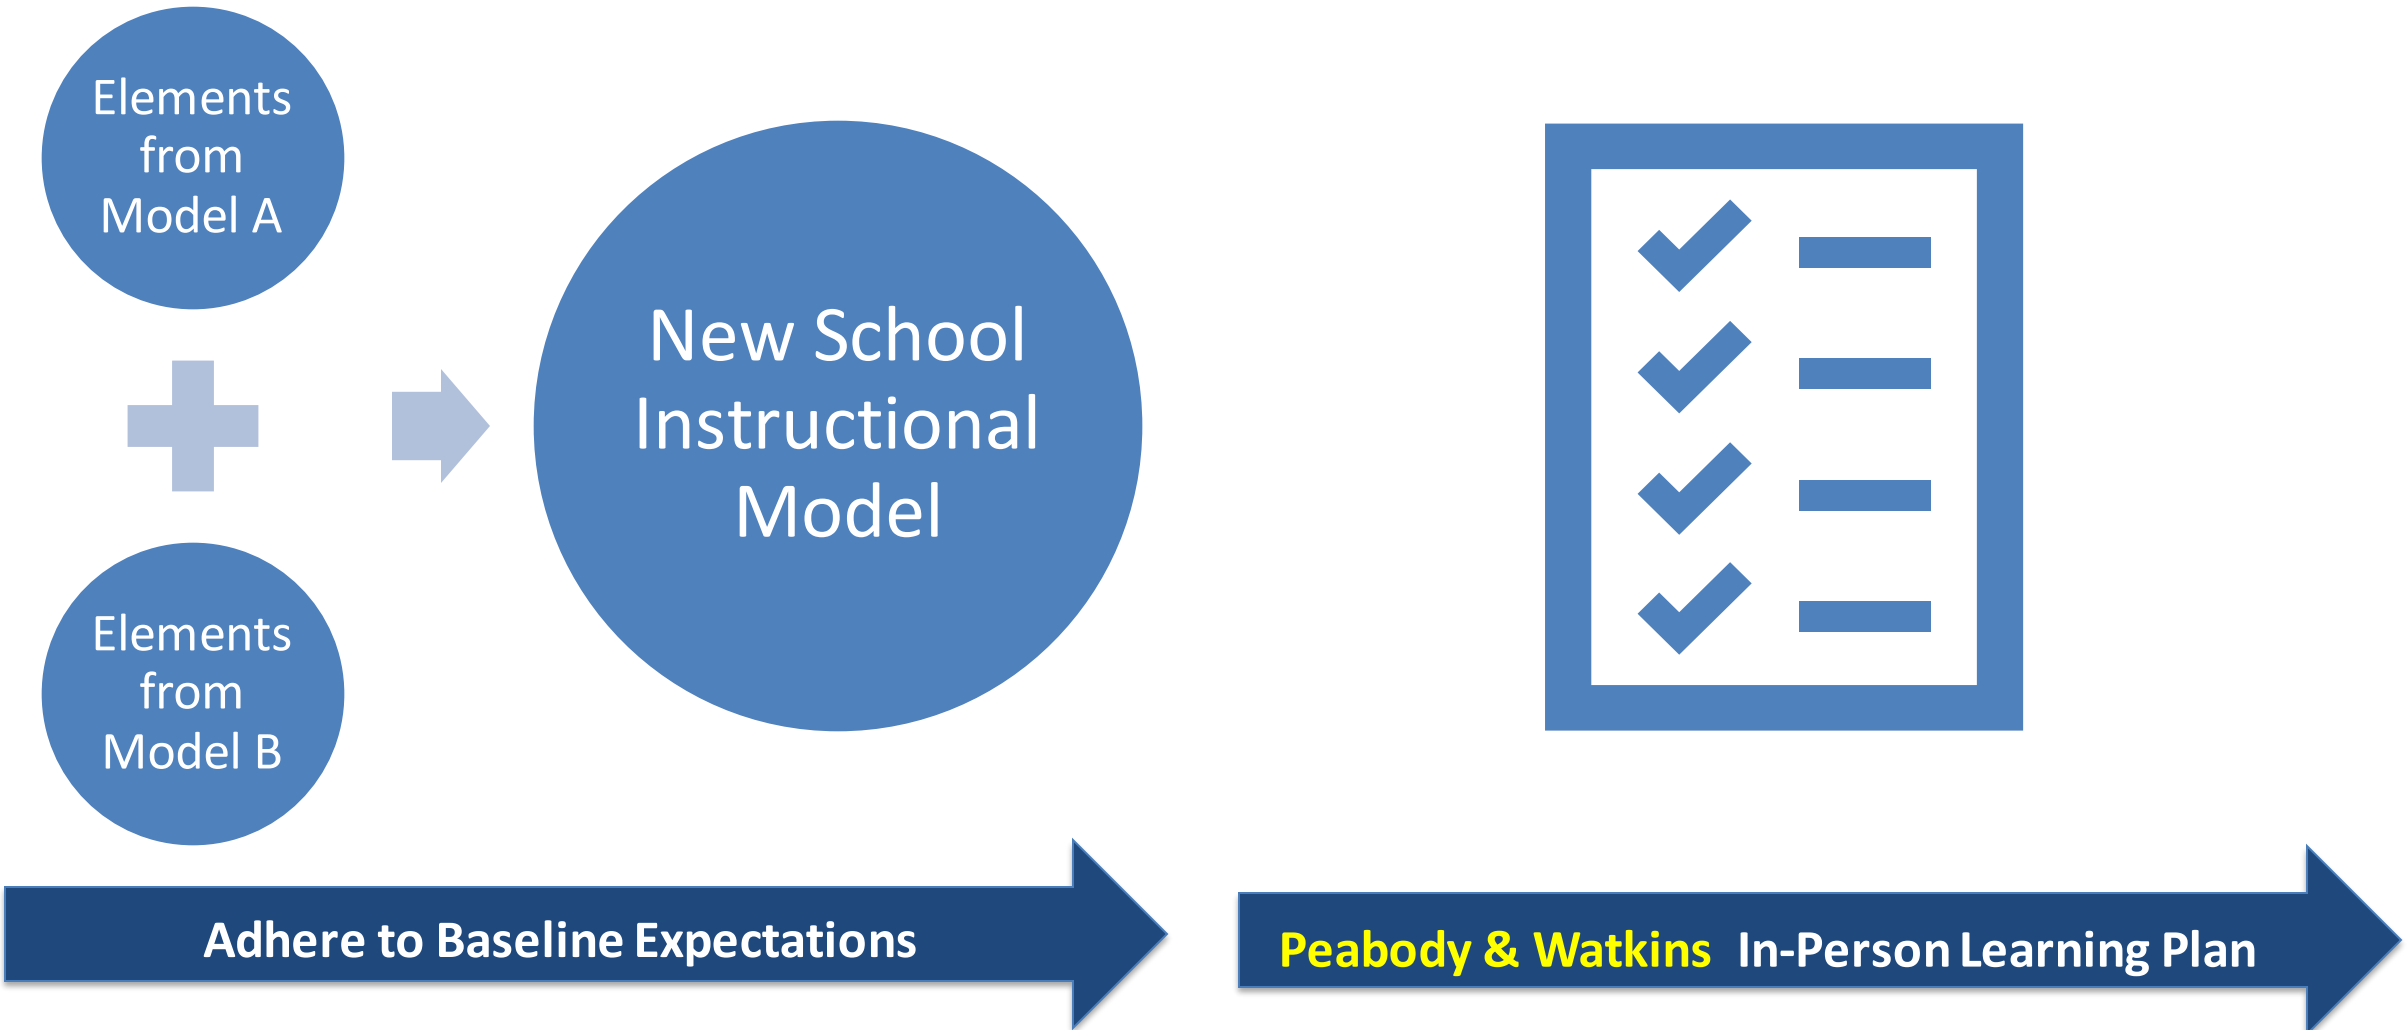 Elements
from
Model A
Elements
from
Model B
New School
Instructional
Model
Adhere to Baseline Expectations
Peabody & Watkins In-Person Learning Plan